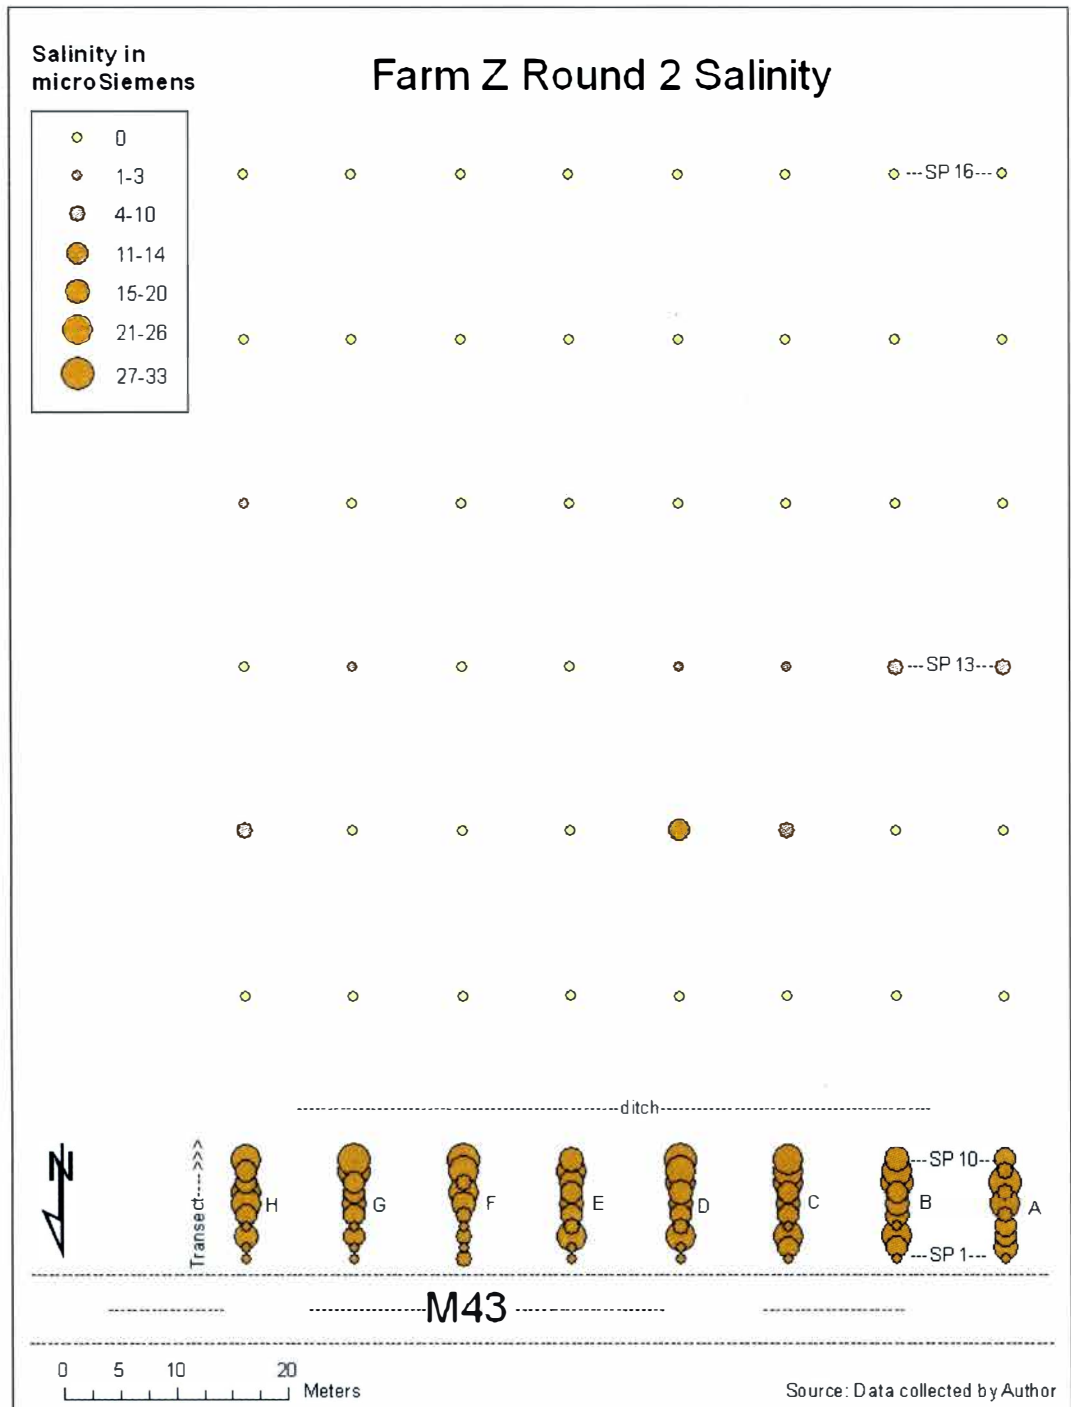 Salinity in
microSiemens
Farm Z Round 2 Salinity
0
1-3
4-10
11-14
15-20
21-26
27-33
---SP 16---
---SP 13---
ditch
N
Transect---->>>
H
G
F
E
D
C
B
A
---SP 10---
---SP 1---
M43
0 5 10 20
Meters
Source: Data collected by Author